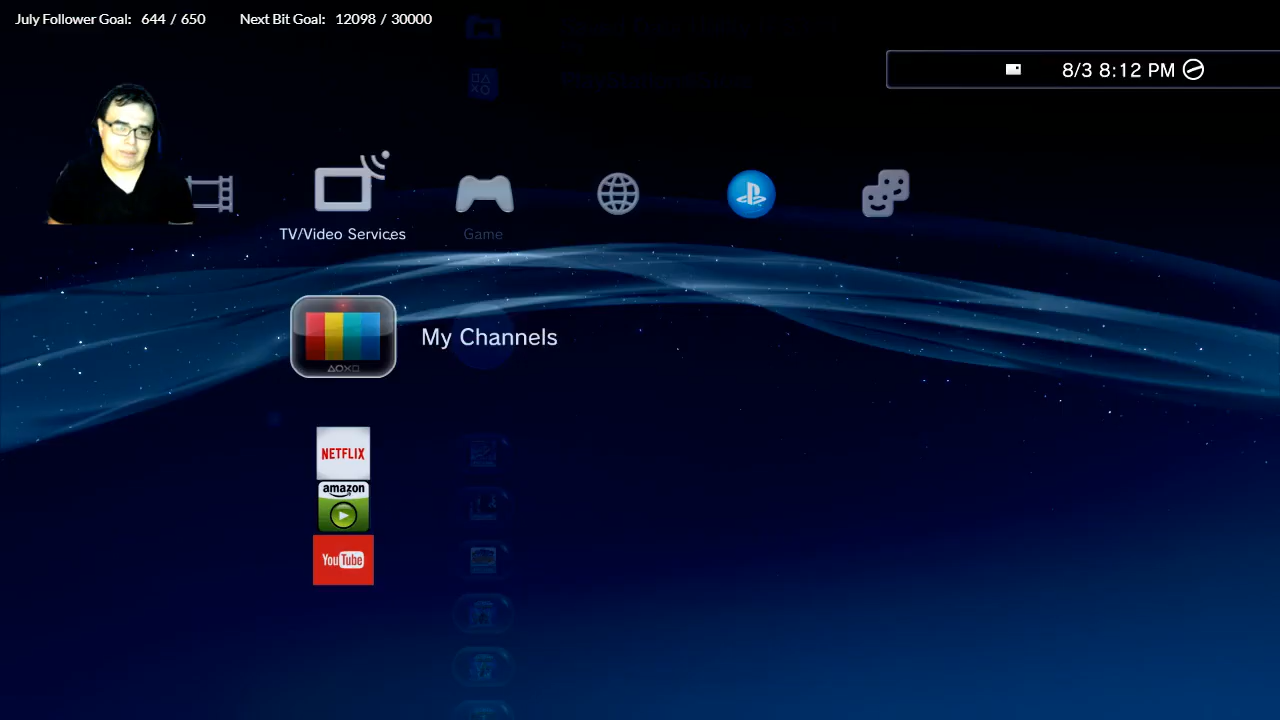 July Follower Goal: 644 / 650 Next Bit Goal: 12098 / 30000
8/3 8:12 PM
TV/Video Services
Game
My Channels
NETFLIX
amazon
YouTube